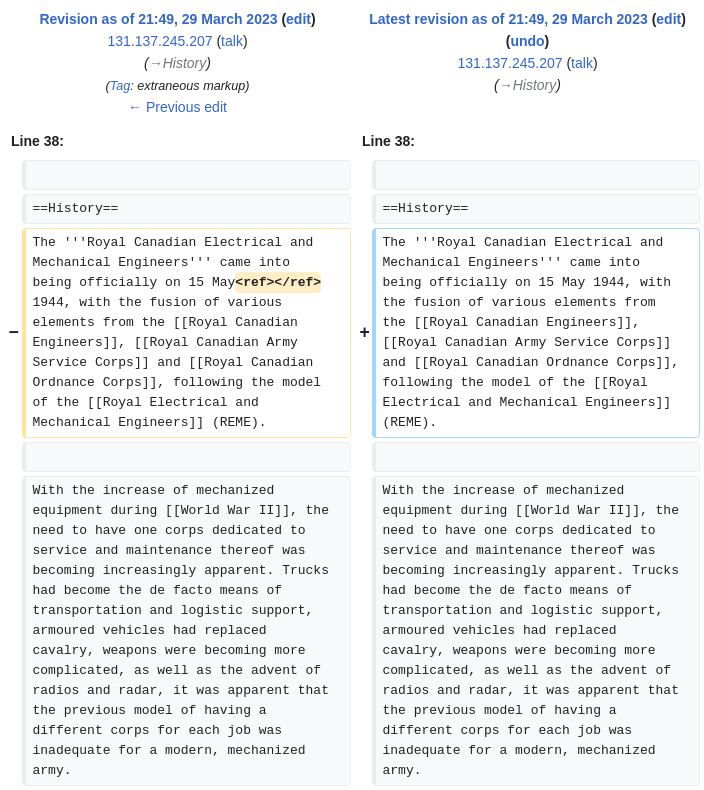 Revision as of 21:49, 29 March 2023 (edit)
131.137.245.207 (talk)
(→History)
(Tag: extraneous markup)
← Previous edit
Latest revision as of 21:49, 29 March 2023 (edit)
(undo)
131.137.245.207 (talk)
(→History)
Line 38:
Line 38:
==History==
==History==
−
The '''Royal Canadian Electrical and
Mechanical Engineers''' came into
being officially on 15 May<ref></ref>
1944, with the fusion of various
elements from the [[Royal Canadian
Engineers]], [[Royal Canadian Army
Service Corps]] and [[Royal Canadian
Ordnance Corps]], following the model
of the [[Royal Electrical and
Mechanical Engineers]] (REME).
+
The '''Royal Canadian Electrical and
Mechanical Engineers''' came into
being officially on 15 May 1944, with
the fusion of various elements from
the [[Royal Canadian Engineers]],
[[Royal Canadian Army Service Corps]]
and [[Royal Canadian Ordnance Corps]],
following the model of the [[Royal
Electrical and Mechanical Engineers]]
(REME).
With the increase of mechanized
equipment during [[World War II]], the
need to have one corps dedicated to
service and maintenance thereof was
becoming increasingly apparent. Trucks
had become the de facto means of
transportation and logistic support,
armoured vehicles had replaced
cavalry, weapons were becoming more
complicated, as well as the advent of
radios and radar, it was apparent that
the previous model of having a
different corps for each job was
inadequate for a modern, mechanized
army.
With the increase of mechanized
equipment during [[World War II]], the
need to have one corps dedicated to
service and maintenance thereof was
becoming increasingly apparent. Trucks
had become the de facto means of
transportation and logistic support,
armoured vehicles had replaced
cavalry, weapons were becoming more
complicated, as well as the advent of
radios and radar, it was apparent that
the previous model of having a
different corps for each job was
inadequate for a modern, mechanized
army.